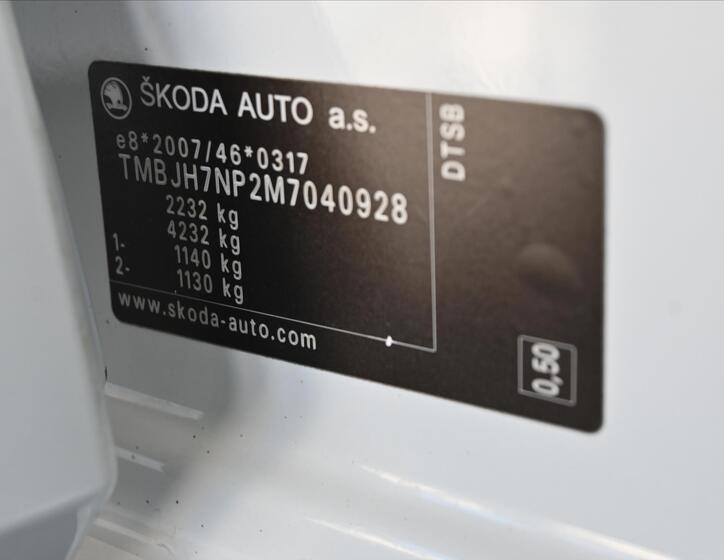 ŠKODA AUTO a.s.
e8*2007/46*0317
TMBJH7NP2M7040928
2232 kg
4232 kg
1- 1140 kg
2- 1130 kg
www.skoda-auto.com
DTSB
0,50